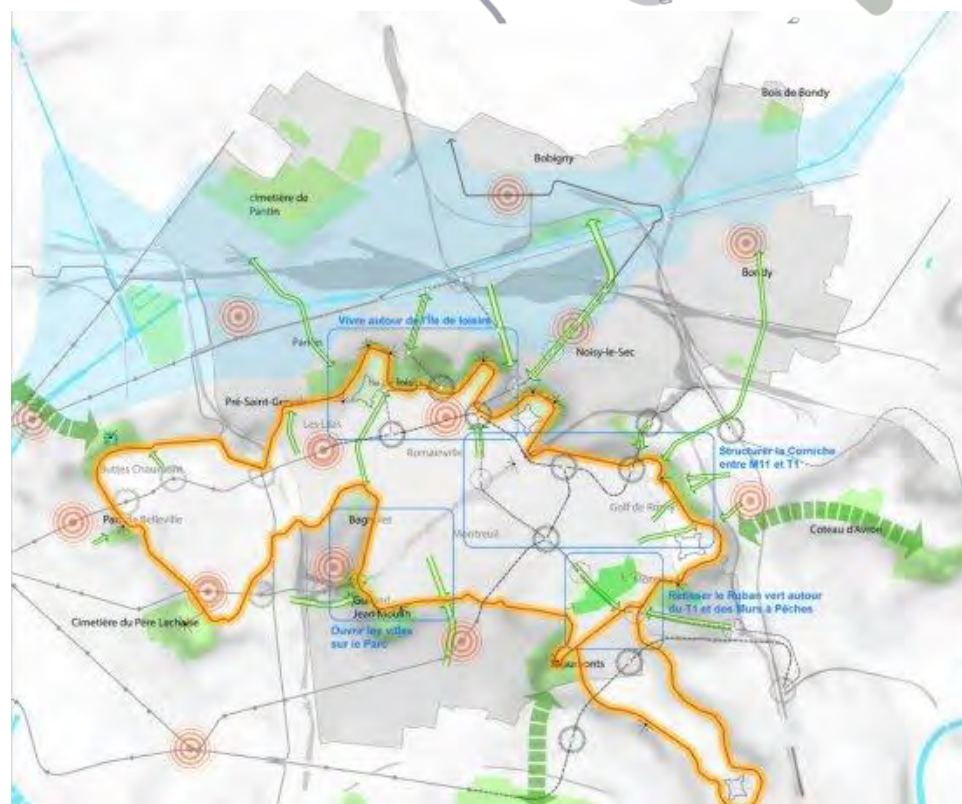 Bois de Bondy
Bobigny
cimetière de
Pantin
Bondy
Vivre autour de l'Île de loisirs
Pantin
Noisy-le-Sec
Pré-Saint-Gervais
Les Lilas
Romainville
Structurer la Corniche
entre M11 et T1
Buttes Chaumont
Golf de Rosny
Parc de Belleville
Bagnolet
Montreuil
Coteau d'Avron
Retisser le Ruban vert autour
du T1 et des Murs à Pêches
Jean Moulin
Cimetière du Père Lachaise
Ouvrir les villes
sur le Parc
Beaumonts